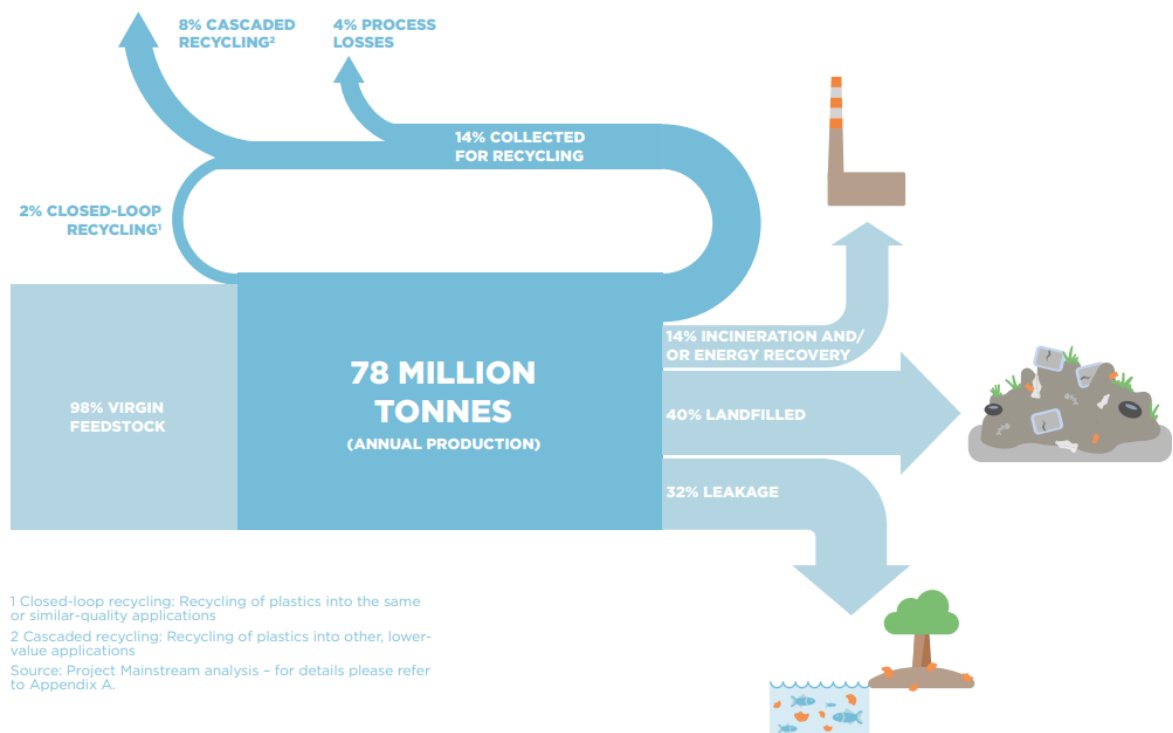 8% CASCADED
RECYCLING²
4% PROCESS
LOSSES
14% COLLECTED
FOR RECYCLING
2% CLOSED-LOOP
RECYCLING¹
98% VIRGIN
FEEDSTOCK
78 MILLION
TONNES
(ANNUAL PRODUCTION)
14% INCINERATION AND/
OR ENERGY RECOVERY
40% LANDFILLED
32% LEAKAGE
1 Closed-loop recycling: Recycling of plastics into the same
or similar-quality applications
2 Cascaded recycling: Recycling of plastics into other, lower-
value applications
Source: Project Mainstream analysis – for details please refer
to Appendix A.